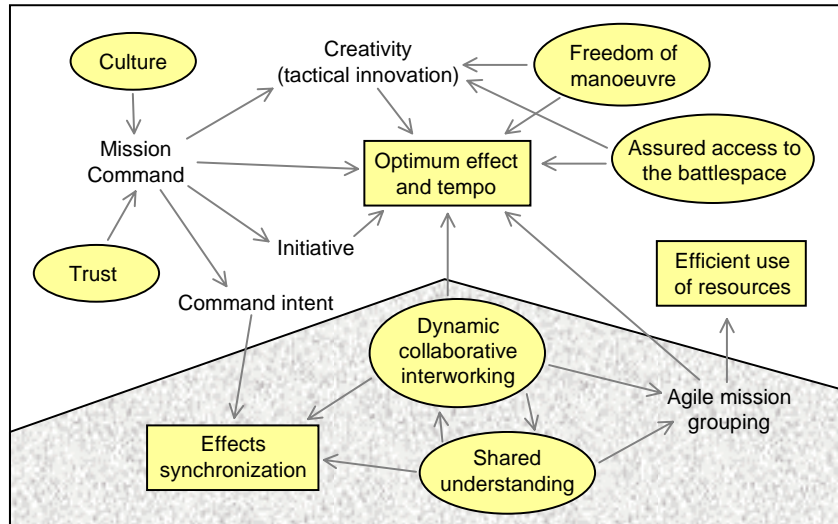 Culture
Creativity
(tactical innovation)
Freedom of
manoeuvre
Mission
Command
Optimum effect
and tempo
Assured access to
the battlespace
Trust
Initiative
Efficient use
of resources
Command intent
Dynamic
collaborative
interworking
Agile mission
grouping
Effects
synchronization
Shared
understanding